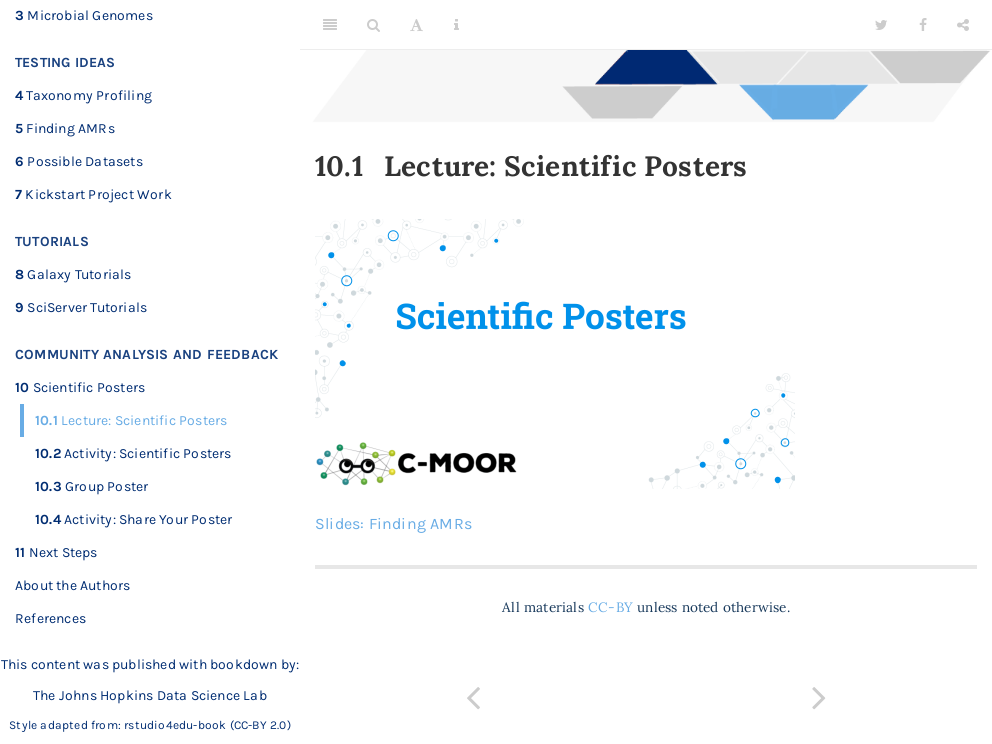 3 Microbial Genomes
TESTING IDEAS
4 Taxonomy Profiling
5 Finding AMRs
6 Possible Datasets
7 Kickstart Project Work
TUTORIALS
8 Galaxy Tutorials
9 SciServer Tutorials
COMMUNITY ANALYSIS AND FEEDBACK
10 Scientific Posters
10.1 Lecture: Scientific Posters
10.2 Activity: Scientific Posters
10.3 Group Poster
10.4 Activity: Share Your Poster
11 Next Steps
About the Authors
References
This content was published with bookdown by:
The Johns Hopkins Data Science Lab
Style adapted from: rstudio4edu-book (CC-BY 2.0)
10.1 Lecture: Scientific Posters
Scientific Posters
C-MOOR
Slides: Finding AMRs
All materials CC-BY unless noted otherwise.